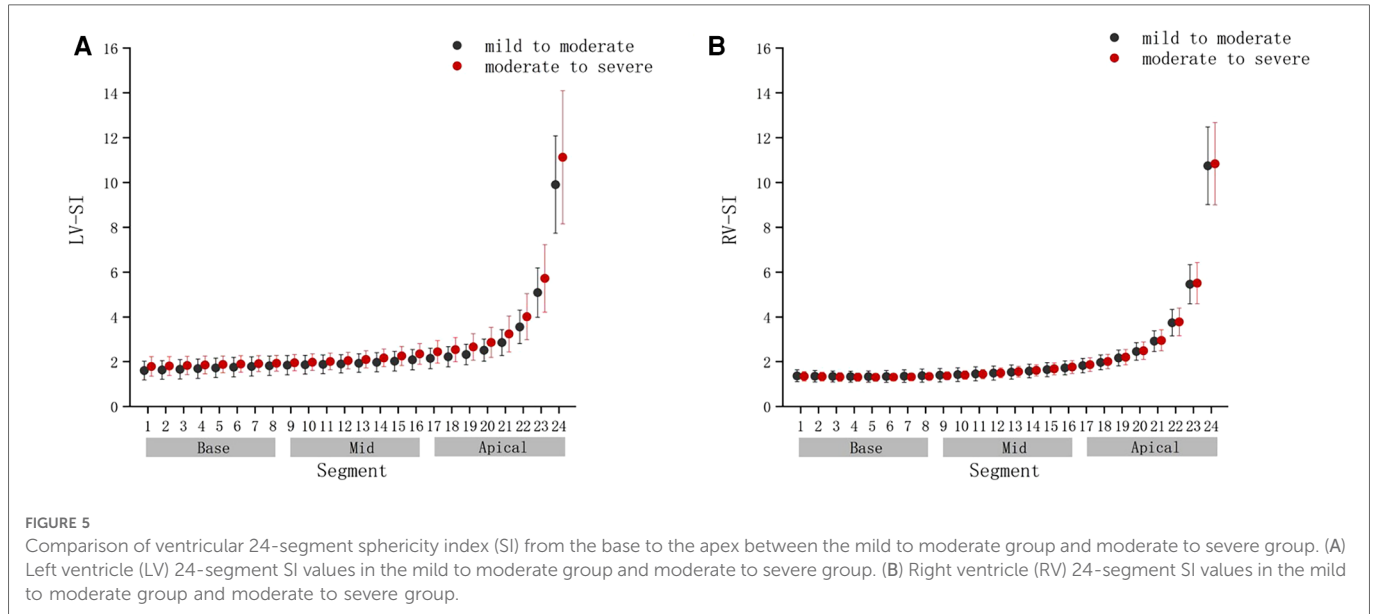 A
16
14
12
10
8
6
4
2
0
LV-SI
mild to moderate
moderate to severe
1 2 3 4 5 6 7 8 9 10 11 12 13 14 15 16 17 18 19 20 21 22 23 24
Base Mid Apical
Segment
B
16
14
12
10
8
6
4
2
0
RV-SI
mild to moderate
moderate to severe
1 2 3 4 5 6 7 8 9 10 11 12 13 14 15 16 17 18 19 20 21 22 23 24
Base Mid Apical
Segment
FIGURE 5
Comparison of ventricular 24-segment sphericity index (SI) from the base to the apex between the mild to moderate group and moderate to severe group. (A)
Left ventricle (LV) 24-segment SI values in the mild to moderate group and moderate to severe group. (B) Right ventricle (RV) 24-segment SI values in the mild
to moderate group and moderate to severe group.